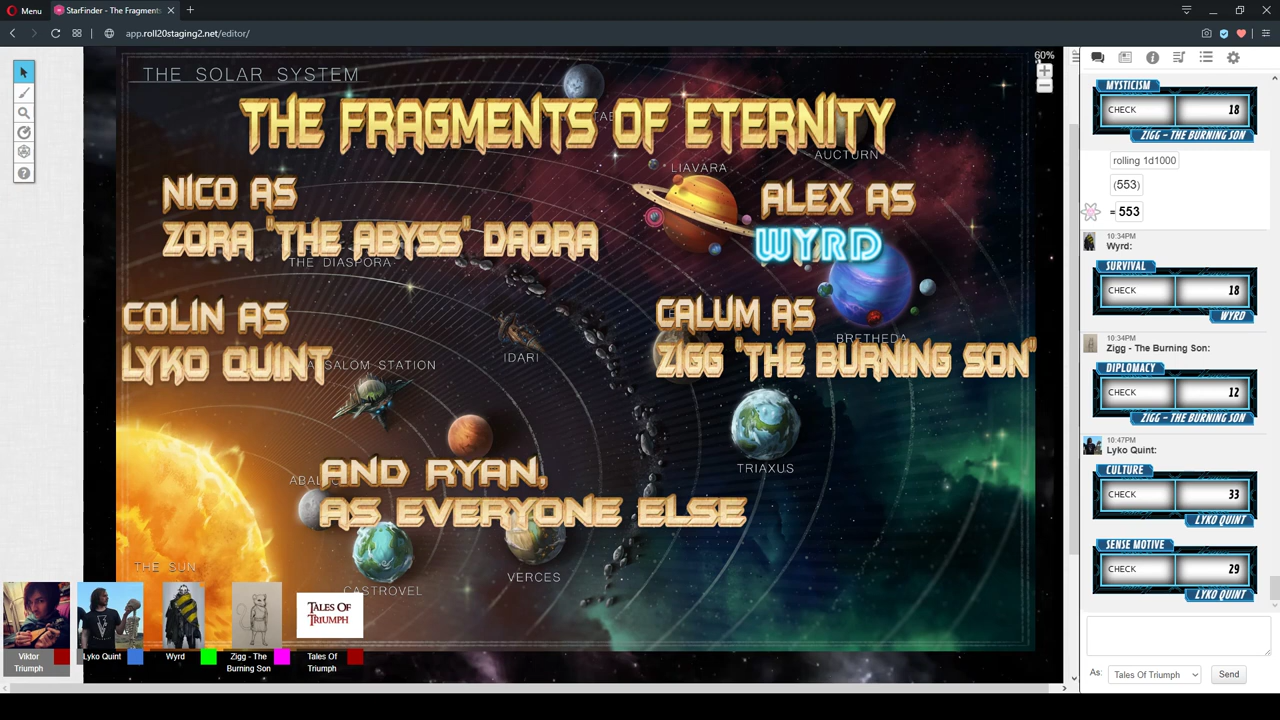 Menu
StarFinder - The Fragments
app.roll20staging2.net/editor/
THE SOLAR SYSTEM
60%
THE FRAGMENTS OF ETERNITY
AUCTURN
LIAVARA
NICO AS
ZORA "THE ABYSS" DAORA
ALEX AS
WYRD
THE DIASPORA
COLIN AS
LYKO QUINT
CALUM AS
ZIGG "THE BURNING SON"
BRETHEDA
IDARI
SALOM STATION
TRIAXUS
AND RYAN,
AS EVERYONE ELSE
VERCES
THE SUN
CASTROVEL
TALES OF
TRIUMPH
Viktor
Triumph
Lyko Quint
Wyrd
Zigg - The
Burning Son
Tales Of
Triumph
MYSTICISM
CHECK 18
ZIGG - THE BURNING SON
rolling 1d1000
(553)
= 553
10:34PM
Wyrd:
SURVIVAL
CHECK 18
WYRD
10:34PM
Zigg - The Burning Son:
DIPLOMACY
CHECK 12
ZIGG - THE BURNING SON
10:47PM
Lyko Quint:
CULTURE
CHECK 33
LYKO QUINT
SENSE MOTIVE
CHECK 29
LYKO QUINT
As: Tales Of Triumph Send